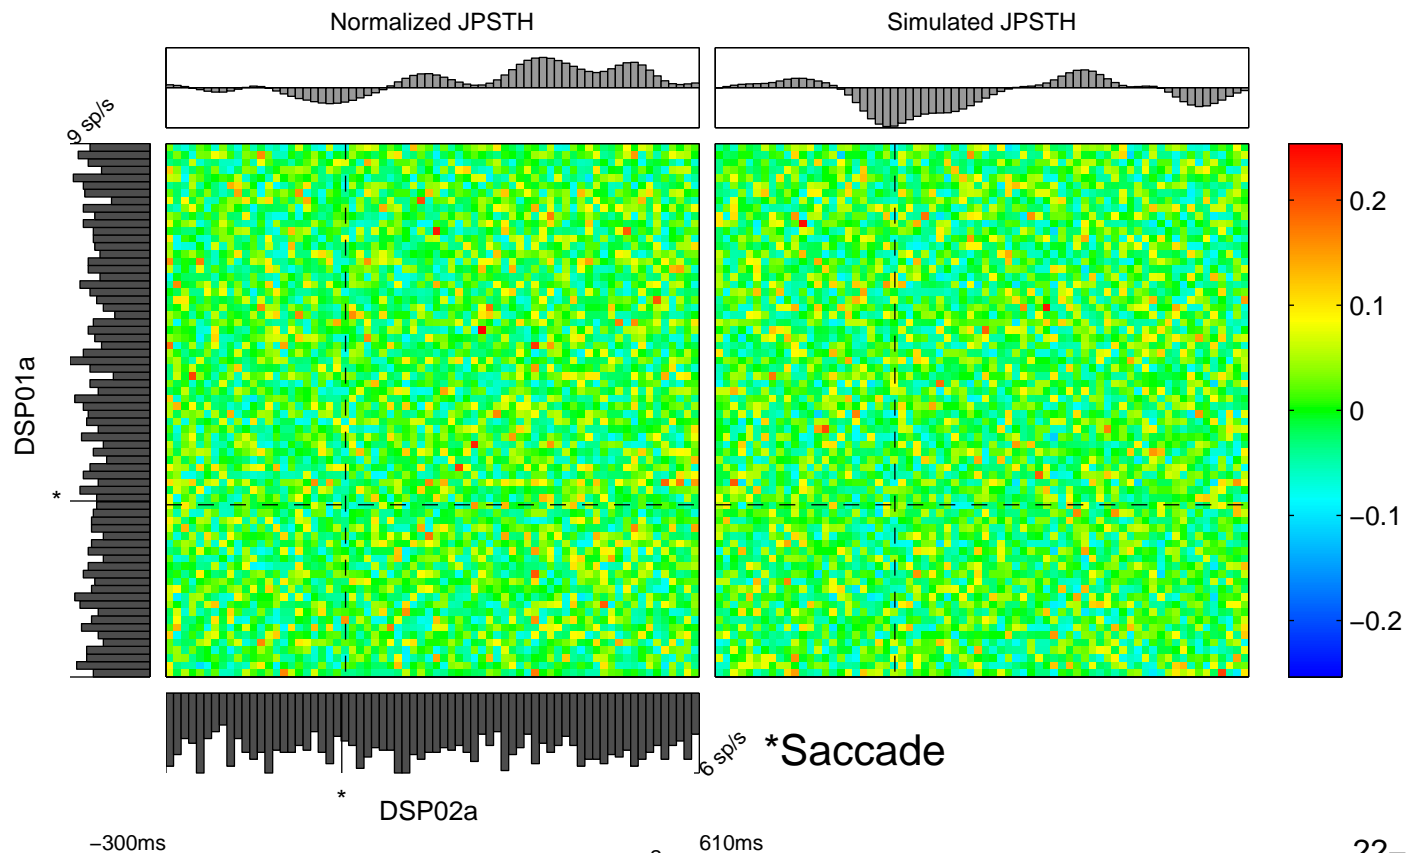 Normalized JPSTH
Simulated JPSTH
9 sp/s
DSP01a
*
0.2
0.1
0
−0.1
−0.2
6 sp/s
*Saccade
*
DSP02a
−300ms
610ms
22−